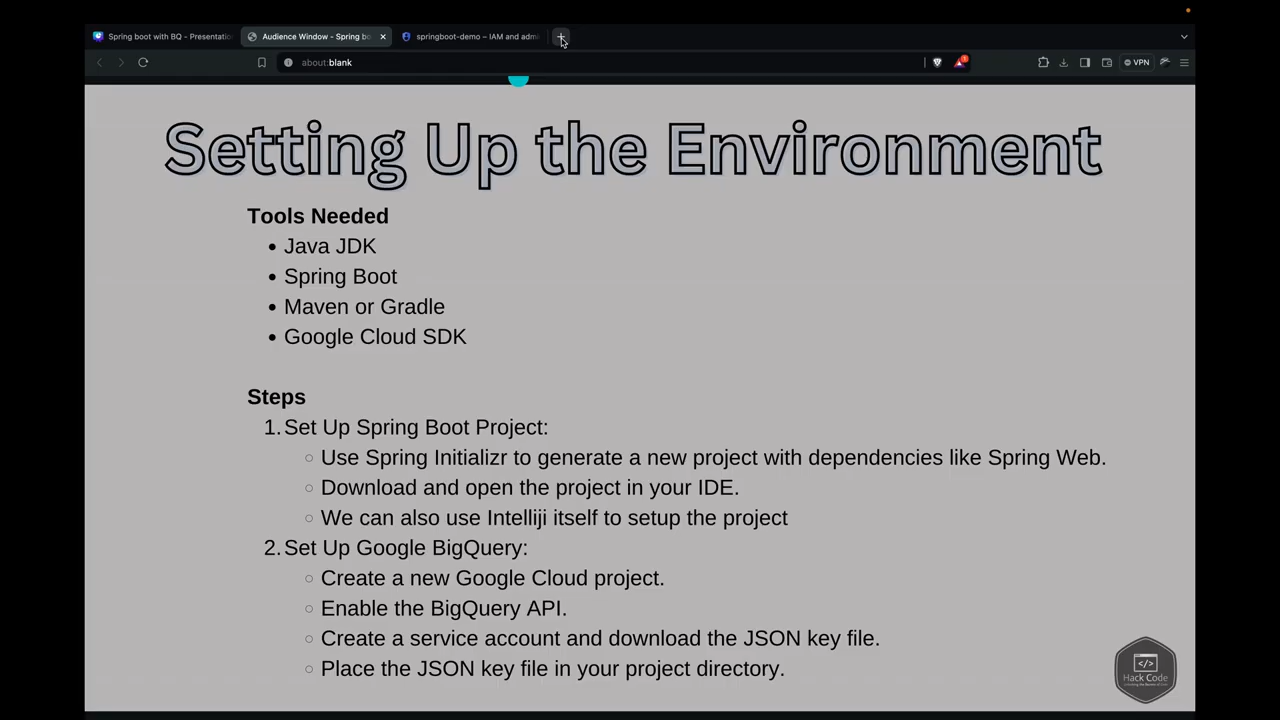 Spring boot with BQ - Presentatio
Audience Window - Spring bo
springboot-demo – IAM and adm
about:blank
VPN
Setting Up the Environment
Tools Needed
• Java JDK
• Spring Boot
• Maven or Gradle
• Google Cloud SDK
Steps
1. Set Up Spring Boot Project:
○ Use Spring Initializr to generate a new project with dependencies like Spring Web.
○ Download and open the project in your IDE.
○ We can also use Intelliji itself to setup the project
2. Set Up Google BigQuery:
○ Create a new Google Cloud project.
○ Enable the BigQuery API.
○ Create a service account and download the JSON key file.
○ Place the JSON key file in your project directory.
</>
Hack Code